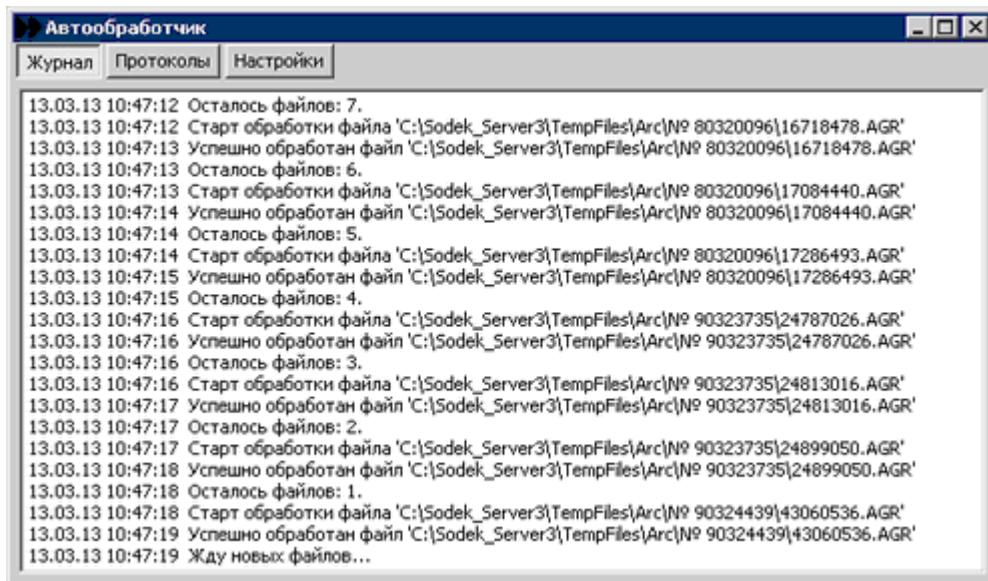 Автообработчик
Журнал Протоколы Настройки
13.03.13 10:47:12 Осталось файлов: 7.
13.03.13 10:47:12 Старт обработки файла 'C:\Sodek_Server3\TempFiles\Arc\№ 80320096\16718478.AGR'
13.03.13 10:47:13 Успешно обработан файл 'C:\Sodek_Server3\TempFiles\Arc\№ 80320096\16718478.AGR'
13.03.13 10:47:13 Осталось файлов: 6.
13.03.13 10:47:13 Старт обработки файла 'C:\Sodek_Server3\TempFiles\Arc\№ 80320096\17084440.AGR'
13.03.13 10:47:14 Успешно обработан файл 'C:\Sodek_Server3\TempFiles\Arc\№ 80320096\17084440.AGR'
13.03.13 10:47:14 Осталось файлов: 5.
13.03.13 10:47:14 Старт обработки файла 'C:\Sodek_Server3\TempFiles\Arc\№ 80320096\17286493.AGR'
13.03.13 10:47:15 Успешно обработан файл 'C:\Sodek_Server3\TempFiles\Arc\№ 80320096\17286493.AGR'
13.03.13 10:47:15 Осталось файлов: 4.
13.03.13 10:47:16 Старт обработки файла 'C:\Sodek_Server3\TempFiles\Arc\№ 90323735\24787026.AGR'
13.03.13 10:47:16 Успешно обработан файл 'C:\Sodek_Server3\TempFiles\Arc\№ 90323735\24787026.AGR'
13.03.13 10:47:16 Осталось файлов: 3.
13.03.13 10:47:16 Старт обработки файла 'C:\Sodek_Server3\TempFiles\Arc\№ 90323735\24813016.AGR'
13.03.13 10:47:17 Успешно обработан файл 'C:\Sodek_Server3\TempFiles\Arc\№ 90323735\24813016.AGR'
13.03.13 10:47:17 Осталось файлов: 2.
13.03.13 10:47:17 Старт обработки файла 'C:\Sodek_Server3\TempFiles\Arc\№ 90323735\24899050.AGR'
13.03.13 10:47:18 Успешно обработан файл 'C:\Sodek_Server3\TempFiles\Arc\№ 90323735\24899050.AGR'
13.03.13 10:47:18 Осталось файлов: 1.
13.03.13 10:47:18 Старт обработки файла 'C:\Sodek_Server3\TempFiles\Arc\№ 90324439\43060536.AGR'
13.03.13 10:47:19 Успешно обработан файл 'C:\Sodek_Server3\TempFiles\Arc\№ 90324439\43060536.AGR'
13.03.13 10:47:19 Жду новых файлов...